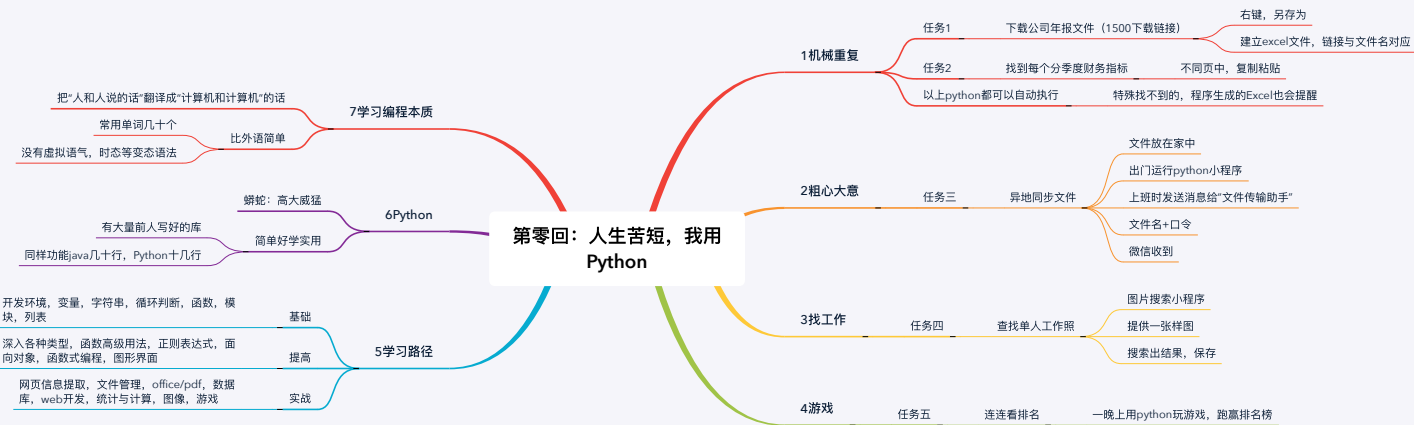 第零回：人生苦短，我用
Python
1机械重复
任务1
下载公司年报文件（1500下载链接）
右键，另存为
建立excel文件，链接与文件名对应
任务2
找到每个分季度财务指标
不同页中，复制粘贴
以上python都可以自动执行
特殊找不到的，程序生成的Excel也会提醒
2粗心大意
任务三
异地同步文件
文件放在家中
出门运行python小程序
上班时发送消息给“文件传输助手”
文件名+口令
微信收到
3找工作
任务四
查找单人工作照
图片搜索小程序
提供一张样图
搜索出结果，保存
4游戏
任务五
连连看排名
一晚上用python玩游戏，跑赢排名榜
5学习路径
基础
开发环境，变量，字符串，循环判断，函数，模
块，列表
提高
深入各种类型，函数高级用法，正则表达式，面
向对象，函数式编程，图形界面
实战
网页信息提取，文件管理，office/pdf，数据
库，web开发，统计与计算，图像，游戏
6Python
蟒蛇：高大威猛
简单好学实用
有大量前人写好的库
同样功能java几十行，Python十几行
7学习编程本质
把“人和人说的话”翻译成“计算机和计算机”的话
比外语简单
常用单词几十个
没有虚拟语气，时态等变态语法